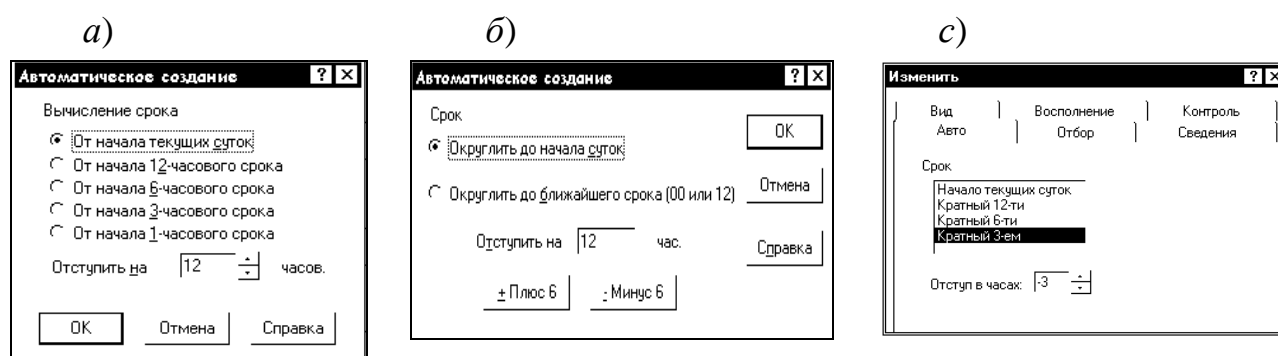 а)
Автоматическое создание ? ×
Вычисление срока
От начала текущих суток
От начала 12-часового срока
От начала 6-часового срока
От начала 3-часового срока
От начала 1-часового срока
Отступить на 12 часов.
OK Отмена Справка
б)
Автоматическое создание ? ×
Срок
Округлить до начала суток
Округлить до ближайшего срока (00 или 12)
Отступить на 12 час.
+ Плюс 6 - Минус 6
OK
Отмена
Справка
с)
Изменить ? ×
Вид Восполнение Контроль
Авто Отбор Сведения
Срок
Начало текущих суток
Кратный 12-ти
Кратный 6-ти
Кратный 3-ем
Отступ в часах: -3